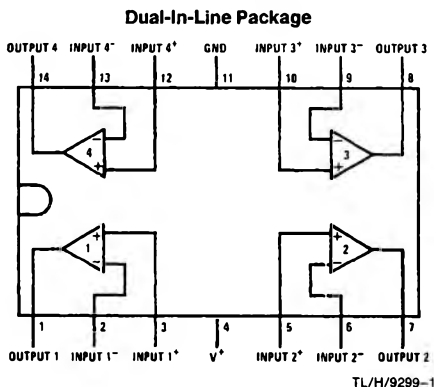 Dual-In-Line Package
OUTPUT 4 INPUT 4⁻ INPUT 4⁺ GND INPUT 3⁺ INPUT 3⁻ OUTPUT 3
14 13 12 11 10 9 8
− −
4 3
+ +
+ +
1 2
− −
1 2 3 4 5 6 7
OUTPUT 1 INPUT 1⁻ INPUT 1⁺ V⁺ INPUT 2⁺ INPUT 2⁻ OUTPUT 2
TL/H/9299–1